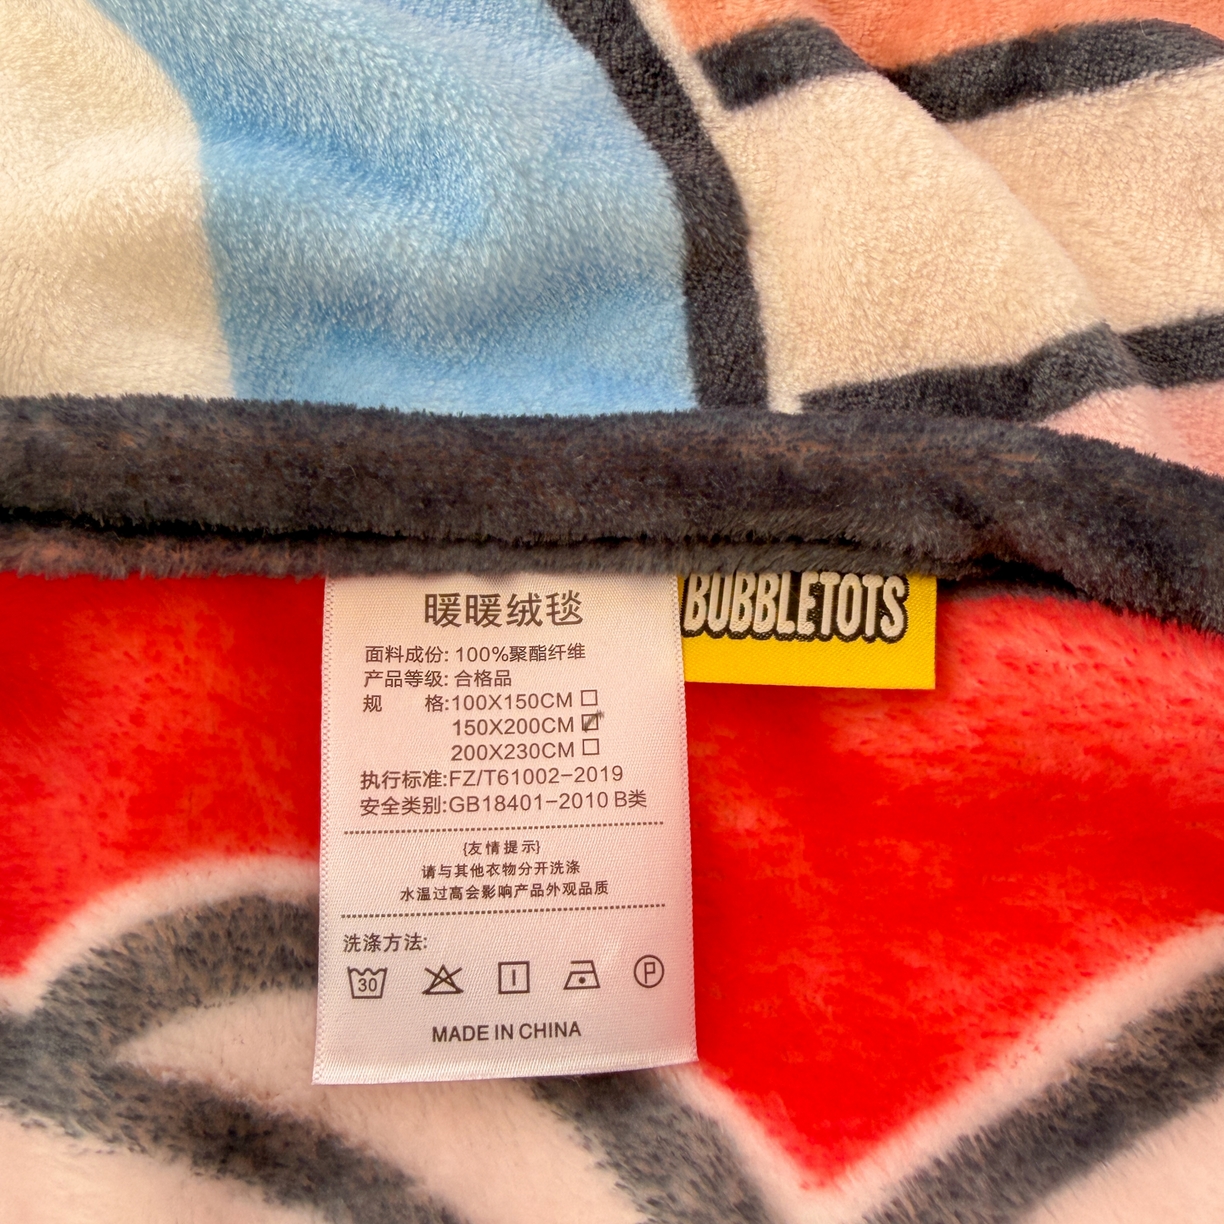 暖暖绒毯
面料成份: 100%聚酯纤维
产品等级: 合格品
规 格:100X150CM ☐
150X200CM ☑
200X230CM ☐
执行标准:FZ/T61002-2019
安全类别:GB18401-2010 B类
{友情提示}
请与其他衣物分开洗涤
水温过高会影响产品外观品质
洗涤方法:
30 P
MADE IN CHINA
BUBBLETOTS